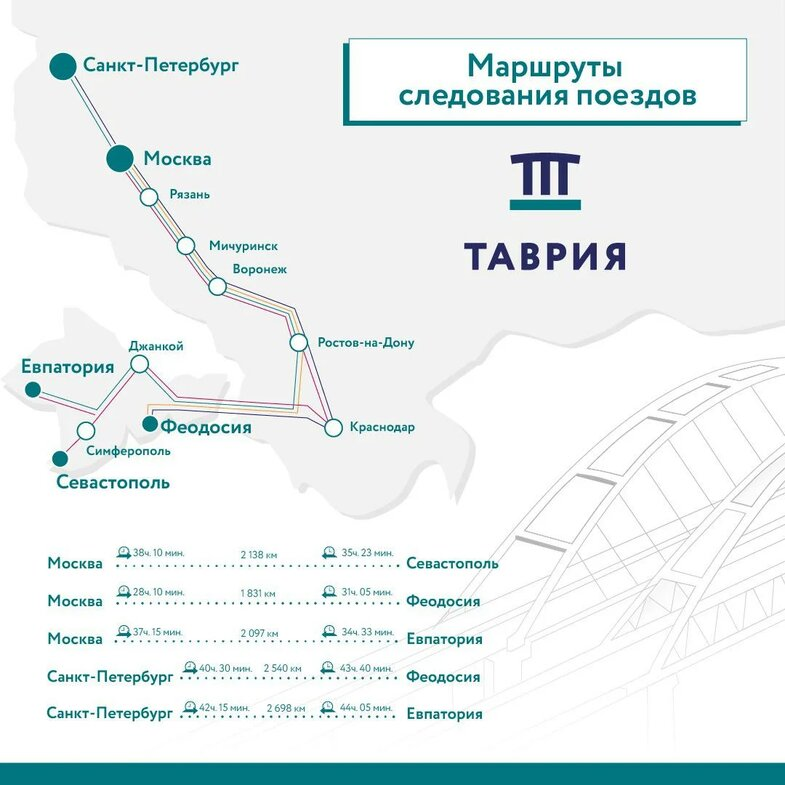 Маршруты
следования поездов
ТАВРИЯ
Санкт-Петербург
Москва
Рязань
Мичуринск
Воронеж
Ростов-на-Дону
Джанкой
Евпатория
Феодосия
Краснодар
Симферополь
Севастополь
Москва 38ч. 10 мин. 2 138 км 35ч. 23 мин. Севастополь
Москва 28ч. 10 мин. 1 831 км 31ч. 05 мин. Феодосия
Москва 37ч. 15 мин. 2 097 км 34ч. 33 мин. Евпатория
Санкт-Петербург 40ч. 30 мин. 2 540 км 43ч. 40 мин. Феодосия
Санкт-Петербург 42ч. 15 мин. 2 698 км 44ч. 05 мин. Евпатория